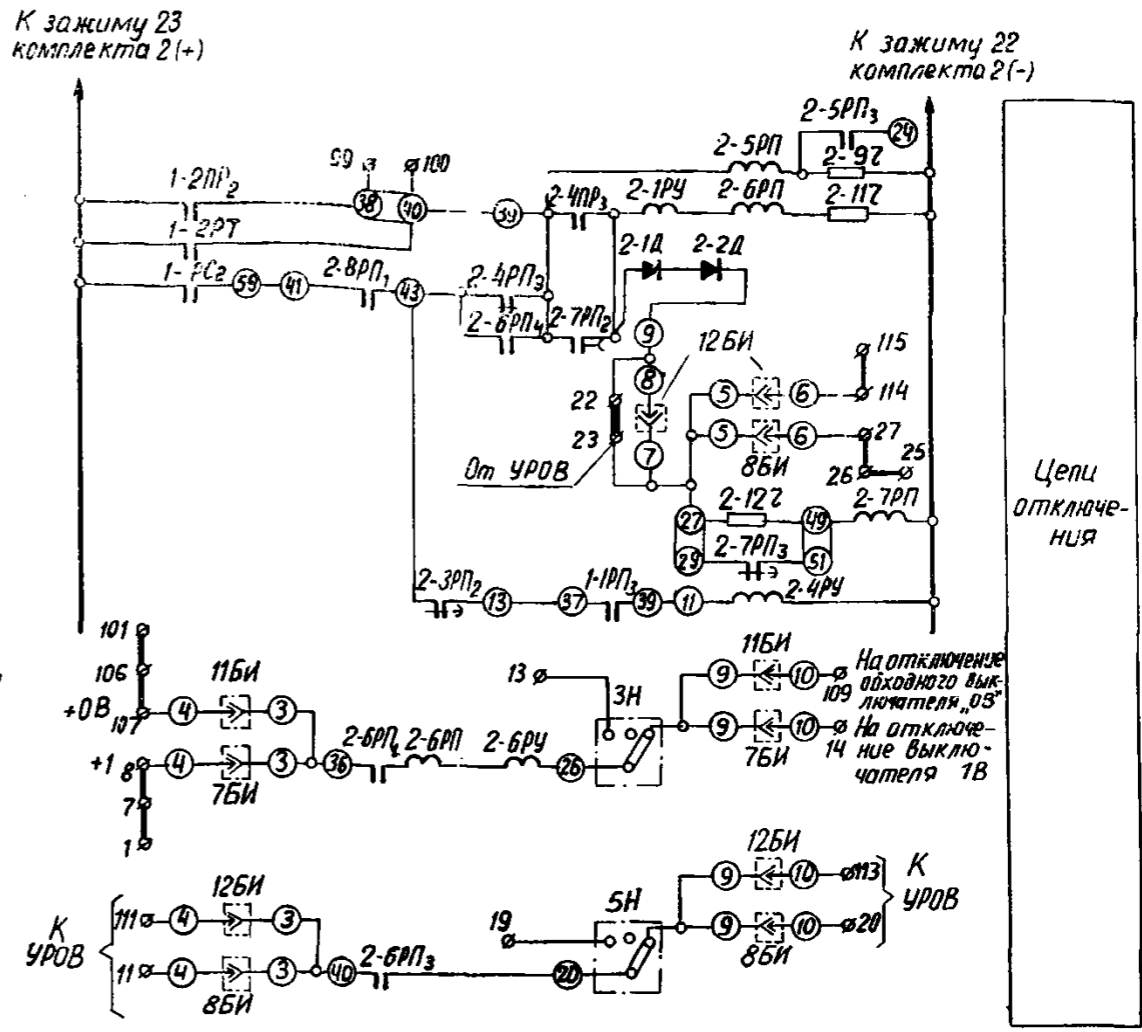 К зажиму 23
комплекта 2(+)
К зажиму 22
комплекта 2(-)
2-5РП₃
24
2-5РП
2-9τ
99
100
1-2ПР₂
38
40
39
2-4ПР₃
2-1РУ
2-6РП
2-11τ
1-2РТ
2-1Д
2-2Д
1-РС₂
59
41
2-8РП₁
43
2-4РП₃
2-6РП₄
2-7РП₂
9
12БИ
115
8
5
6
114
22
23
5
6
27
7
8БИ
26
25
От УРОВ
2-12τ
2-7РП
27
49
29
2-7РП₃
51
2-3РП₂
13
37
1-1РП₃
39
11
2-4РУ
Цепи
отключе-
ния
101
106
+ОВ
107
11БИ
4
3
13
3Н
11БИ
9
10
109
На отключение
обходного вык-
лючателя „ОВ"
+1
8
4
3
7БИ
36
2-6РП₁
2-6РП
2-6РУ
26
9
10
7БИ
14
На отключе-
ние выклю-
чателя 1В
7
1
12БИ
К
УРОВ
111
4
3
11
4
3
8БИ
40
2-6РП₃
19
5Н
20
12БИ
9
10
113
9
10
20
8БИ
К
УРОВ